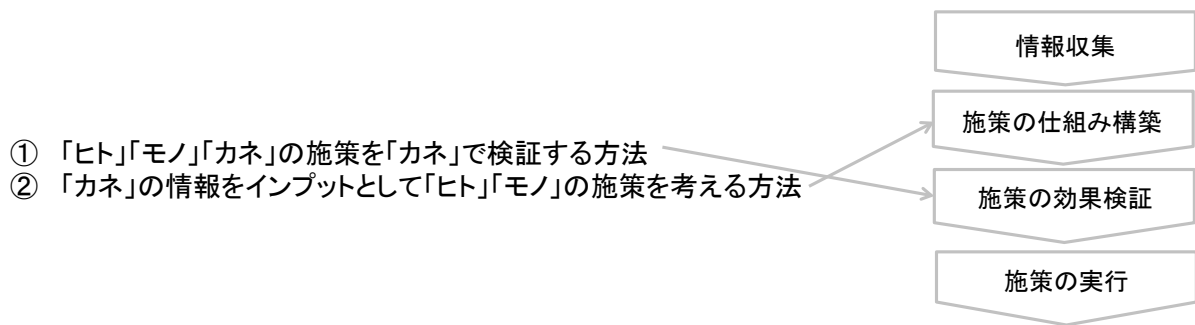 情報収集
施策の仕組み構築
① 「ヒト」「モノ」「カネ」の施策を「カネ」で検証する方法
② 「カネ」の情報をインプットとして「ヒト」「モノ」の施策を考える方法
施策の効果検証
施策の実行